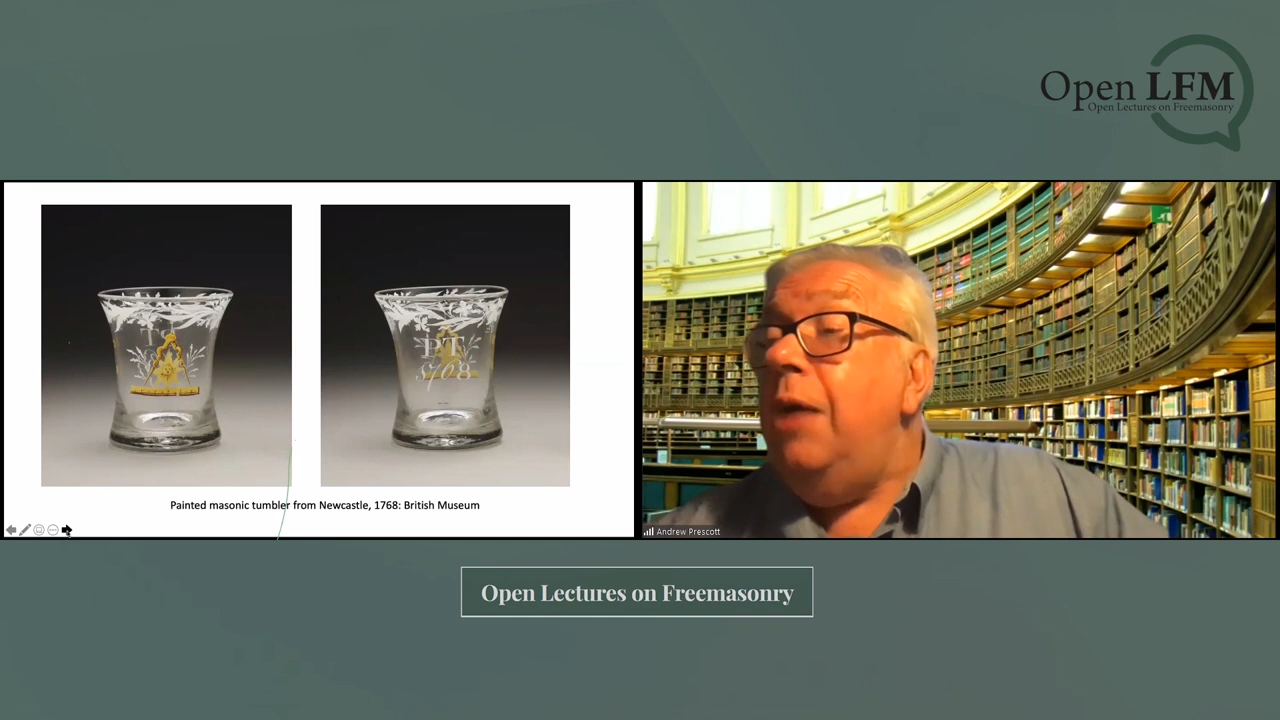 Open LFM
Open Lectures on Freemasonry
PT
Painted masonic tumbler from Newcastle, 1768: British Museum
Andrew Prescott
Open Lectures on Freemasonry